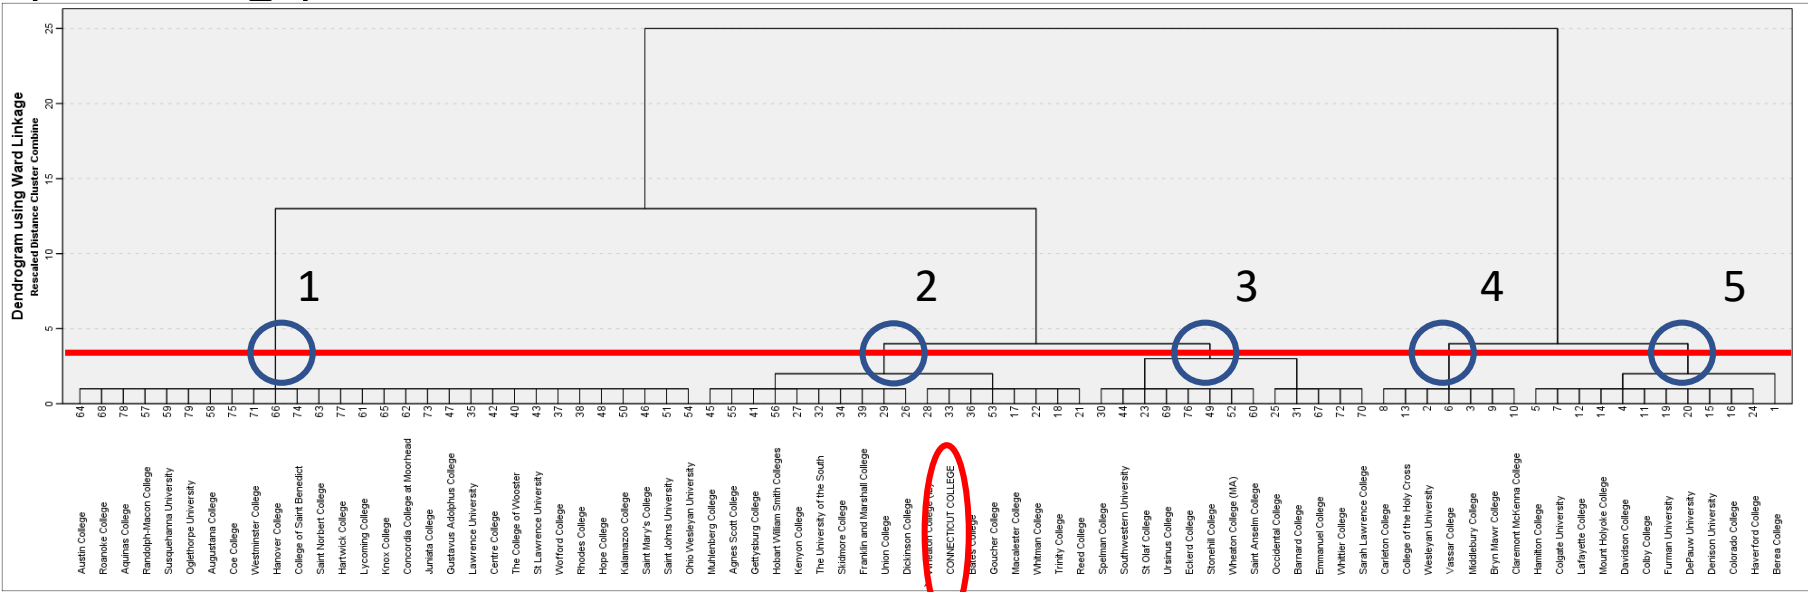 Dendrogram using Ward Linkage
Rescaled Distance Cluster Combine
25
20
15
10
5
0
1
2
3
4
5
64
68
78
57
59
79
58
75
71
66
74
63
77
61
65
62
73
47
35
42
40
43
37
38
48
50
46
51
54
45
55
41
56
27
32
34
39
29
26
28
33
36
53
17
22
18
21
30
44
23
69
76
49
52
60
25
31
67
72
70
8
13
2
6
3
9
10
5
7
12
14
4
11
19
20
15
16
24
1
Austin College
Roanoke College
Aquinas College
Randolph-Macon College
Susquehanna University
Oglethorpe University
Augustana College
Coe College
Westminster College
Hanover College
College of Saint Benedict
Saint Norbert College
Hartwick College
Lycoming College
Knox College
Concordia College at Moorhead
Juniata College
Gustavus Adolphus College
Lawrence University
Centre College
The College of Wooster
St Lawrence University
Wofford College
Rhodes College
Hope College
Kalamazoo College
Saint Mary's College
Saint Johns University
Ohio Wesleyan University
Muhlenberg College
Agnes Scott College
Gettysburg College
Hobart William Smith Colleges
Kenyon College
The University of the South
Skidmore College
Franklin and Marshall College
Union College
Dickinson College
Wheaton College
CONNECTICUT COLLEGE
Bates College
Goucher College
Macalester College
Whitman College
Trinity College
Reed College
Spelman College
Southwestern University
St Olaf College
Ursinus College
Eckerd College
Stonehill College
Wheaton College (MA)
Saint Anselm College
Occidental College
Barnard College
Emmanuel College
Whittier College
Sarah Lawrence College
Carleton College
College of the Holy Cross
Wesleyan University
Vassar College
Middlebury College
Bryn Mawr College
Claremont McKenna College
Hamilton College
Colgate University
Lafayette College
Mount Holyoke College
Davidson College
Colby College
Furman University
DePauw University
Denison University
Colorado College
Haverford College
Berea College